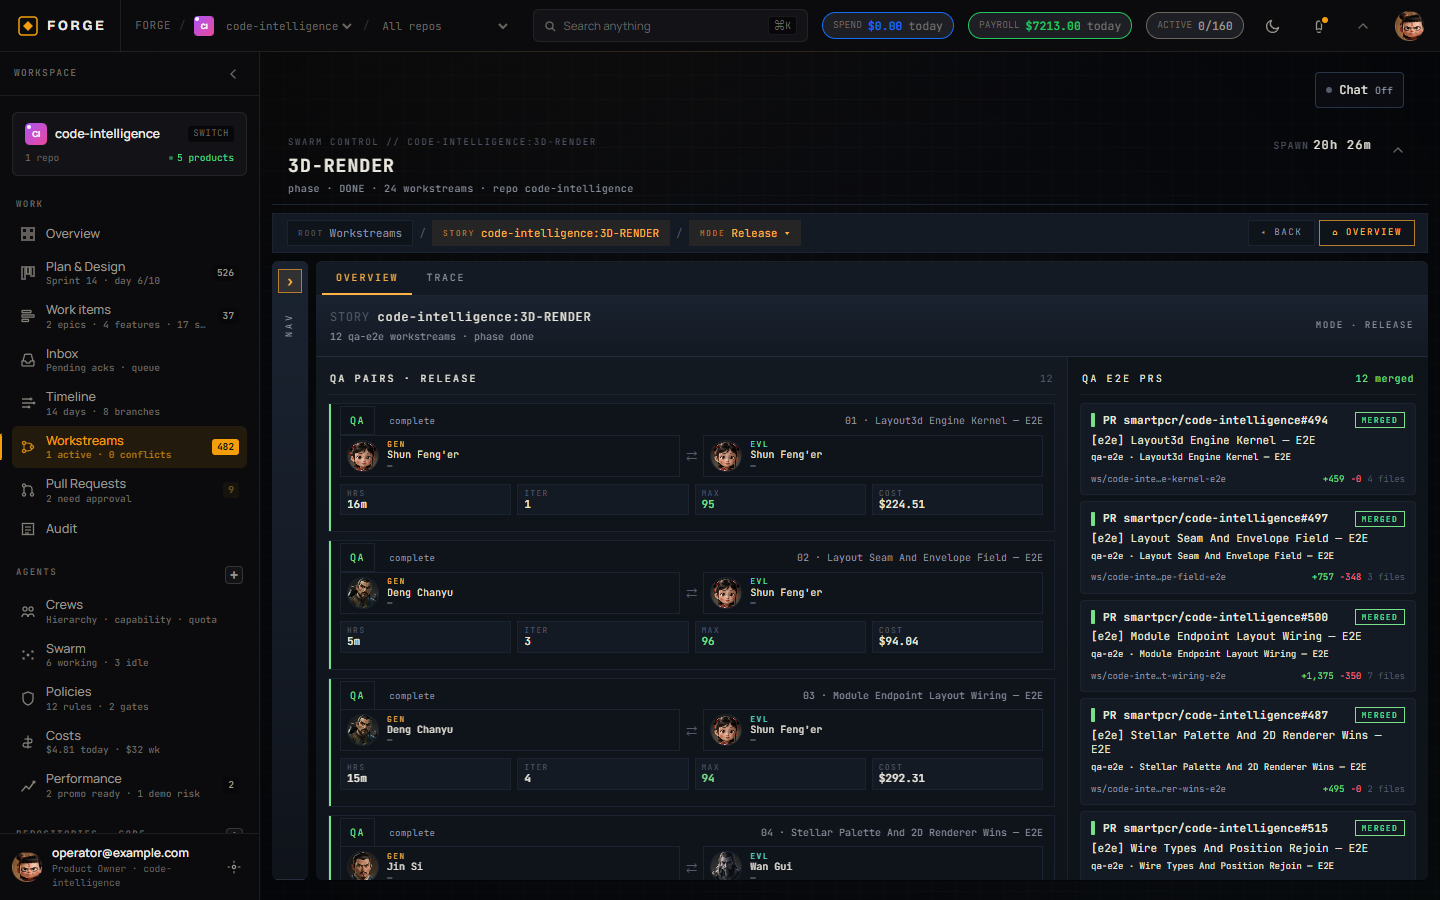 FORGE
FORGE / CI code-intelligence / All repos
Search anything ⌘K
SPEND $0.00 today
PAYROLL $7213.00 today
ACTIVE 0/160
WORKSPACE
CI code-intelligence SWITCH
1 repo 5 products
WORK
Overview
Plan & Design
Sprint 14 · day 6/10
526
Work items
2 epics · 4 features · 17 s…
37
Inbox
Pending acks · queue
Timeline
14 days · 8 branches
Workstreams
1 active · 0 conflicts
482
Pull Requests
2 need approval
9
Audit
AGENTS
+
Crews
Hierarchy · capability · quota
Swarm
6 working · 3 idle
Policies
12 rules · 2 gates
Costs
$4.81 today · $32 wk
Performance
2 promo ready · 1 demo risk
2
operator@example.com
Product Owner · code-
intelligence
Chat Off
SWARM CONTROL // CODE-INTELLIGENCE:3D-RENDER
3D-RENDER
phase · DONE · 24 workstreams · repo code-intelligence
SPAWN 20h 26m
ROOT Workstreams / STORY code-intelligence:3D-RENDER / MODE Release
BACK
OVERVIEW
NAV
OVERVIEW TRACE
STORY code-intelligence:3D-RENDER
12 qa-e2e workstreams · phase done
MODE · RELEASE
QA PAIRS · RELEASE 12
QA complete 01 · Layout3d Engine Kernel — E2E
GEN
Shun Feng'er
—
⇄
EVL
Shun Feng'er
—
HRS
16m
ITER
1
MAX
95
COST
$224.51
QA complete 02 · Layout Seam And Envelope Field — E2E
GEN
Deng Chanyu
—
⇄
EVL
Shun Feng'er
—
HRS
5m
ITER
3
MAX
96
COST
$94.04
QA complete 03 · Module Endpoint Layout Wiring — E2E
GEN
Deng Chanyu
—
⇄
EVL
Shun Feng'er
—
HRS
15m
ITER
4
MAX
94
COST
$292.31
QA complete 04 · Stellar Palette And 2D Renderer Wins — E2E
GEN
Jin Si
⇄
EVL
Wan Gui
QA E2E PRS 12 merged
PR smartpcr/code-intelligence#494 MERGED
[e2e] Layout3d Engine Kernel — E2E
qa-e2e · Layout3d Engine Kernel — E2E
ws/code-inte…e-kernel-e2e +459 -0 4 files
PR smartpcr/code-intelligence#497 MERGED
[e2e] Layout Seam And Envelope Field — E2E
qa-e2e · Layout Seam And Envelope Field — E2E
ws/code-inte…pe-field-e2e +757 -348 3 files
PR smartpcr/code-intelligence#500 MERGED
[e2e] Module Endpoint Layout Wiring — E2E
qa-e2e · Module Endpoint Layout Wiring — E2E
ws/code-inte…t-wiring-e2e +1,375 -350 7 files
PR smartpcr/code-intelligence#487 MERGED
[e2e] Stellar Palette And 2D Renderer Wins —
E2E
qa-e2e · Stellar Palette And 2D Renderer Wins — E2E
ws/code-inte…rer-wins-e2e +495 -0 2 files
PR smartpcr/code-intelligence#515 MERGED
[e2e] Wire Types And Position Rejoin — E2E
qa-e2e · Wire Types And Position Rejoin — E2E